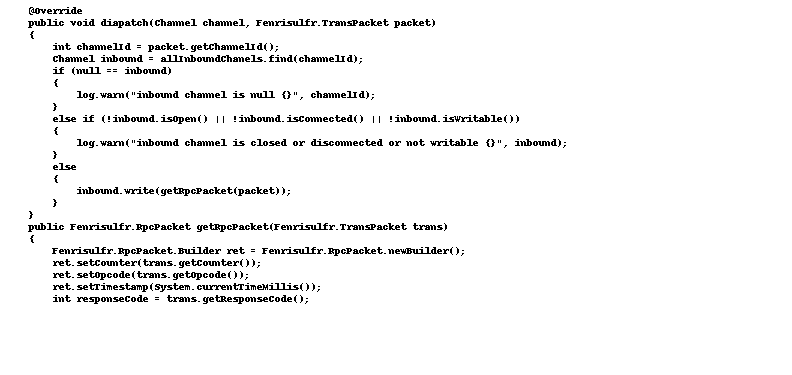 @Override
public void diapatch(Channel channel, Fenrisulfr.TransPacket packet)
{
int channelId = packet.getChannelId();
Channel inbound = allInboundChanels.find(channelId);
if (null == inbound)
{
log.warn("inbound channel is null {}", channelId);
}
else if (!inbound.isOpen() || !inbound.isConnected() || !inbound.isWritable())
{
log.warn("inbound channel is closed or disconnected or not writable {}", inbound);
}
else
{
inbound.write(getRpcPacket(packet));
}
}
public Fenrisulfr.RpcPacket getRpcPacket(Fenrisulfr.TransPacket trans)
{
Fenrisulfr.RpcPacket.Builder ret = Fenrisulfr.RpcPacket.newBuilder();
ret.setCounter(trans.getCounter());
ret.setOpcode(trans.getOpcode());
ret.setTimestamp(System.currentTimeMillis());
int responseCode = trans.getResponseCode();